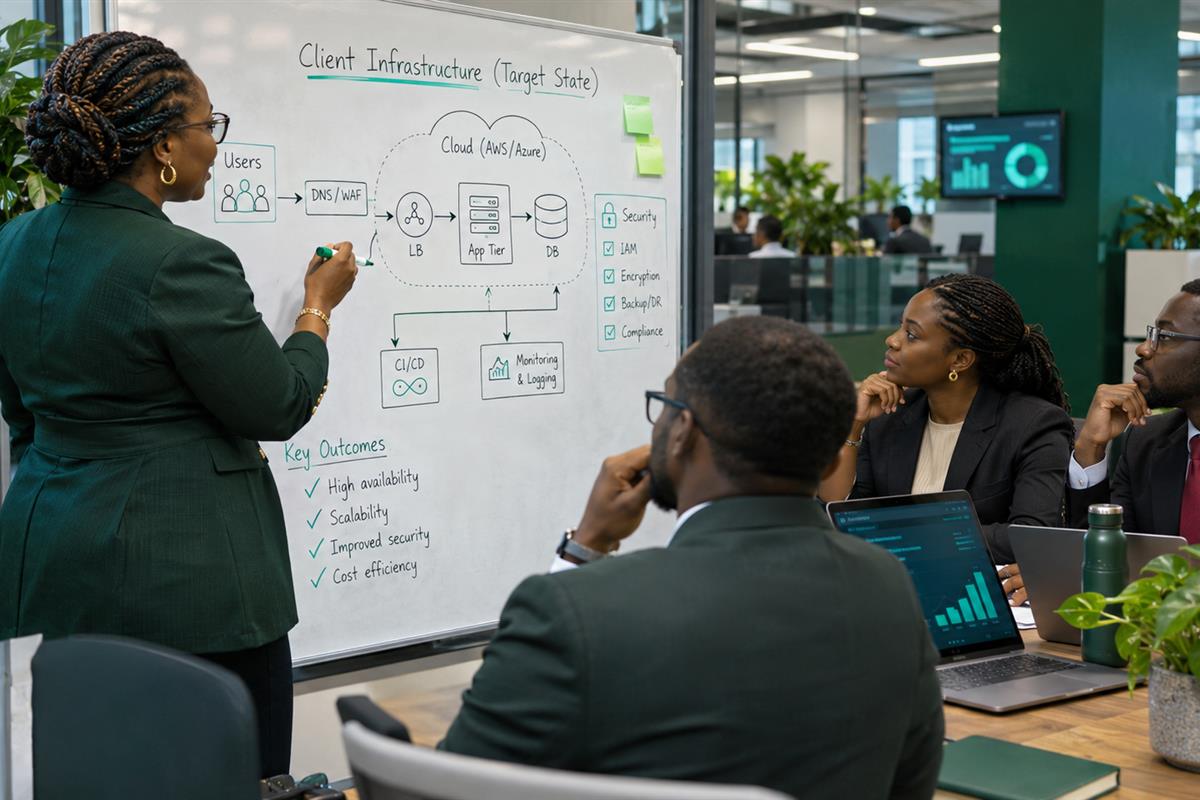 Client Infrastructure (Target State)
Cloud (AWS/Azure)
Users
DNS/WAF
LB
App Tier
DB
Security
IAM
Encryption
Backup/DR
Compliance
CI/CD
Monitoring
& Logging
Key Outcomes
High availability
Scalability
Improved security
Cost efficiency